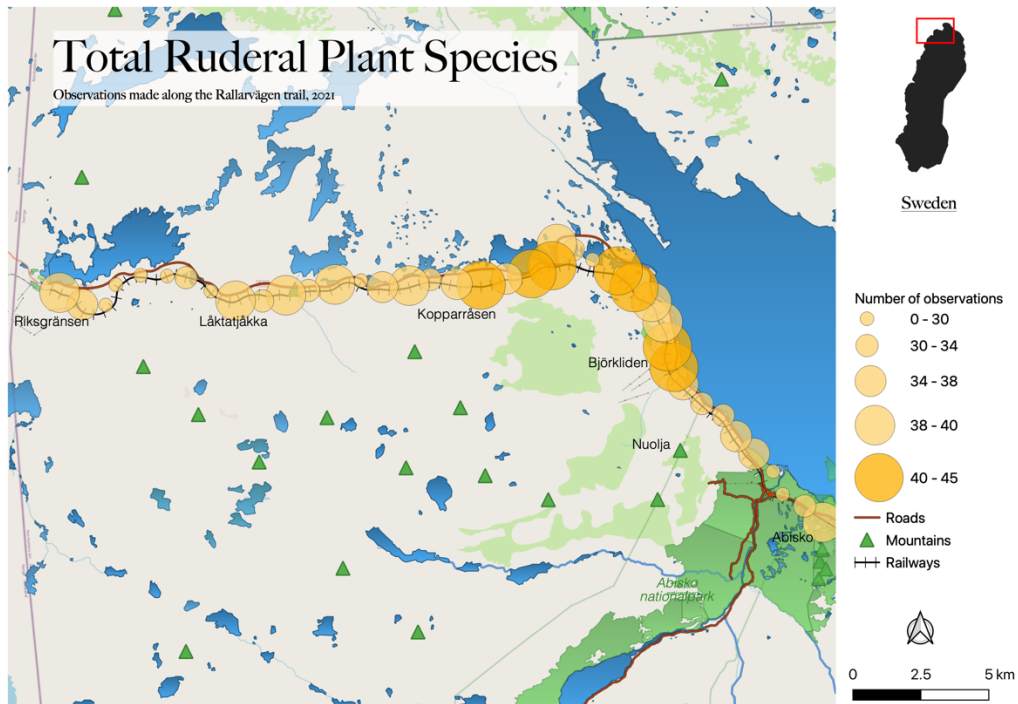 Total Ruderal Plant Species
Observations made along the Rallarvägen trail, 2021
Sweden
Riksgränsen
Låktatjåkka
Kopparråsen
Björkliden
Nuolja
Abisko
Abisko
nationalpark
Number of observations
0 - 30
30 - 34
34 - 38
38 - 40
40 - 45
Roads
Mountains
Railways
0 2.5 5 km